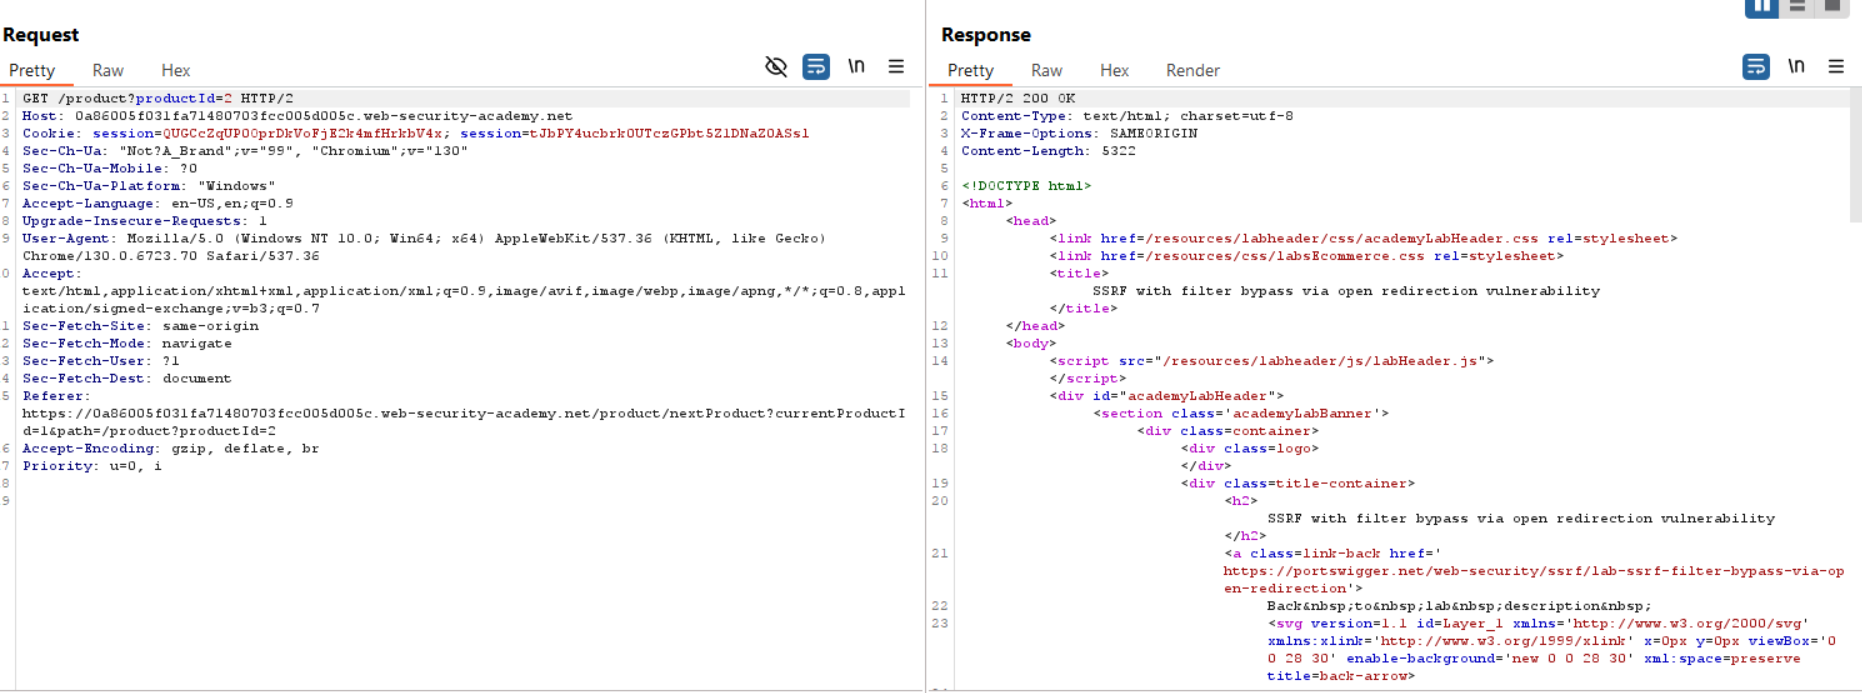 Request
Pretty Raw Hex
\n
1 GET /product?productId=2 HTTP/2
2 Host: 0a86005f031fa71480703fcc005d005c.web-security-academy.net
3 Cookie: session=QUGCcZqUP00prDkVoFjE2k4mfHrkbV4x; session=tJbPY4ucbrk0UTczGPbt5ZlDNaZ0ASsl
4 Sec-Ch-Ua: "Not?A_Brand";v="99", "Chromium";v="130"
5 Sec-Ch-Ua-Mobile: ?0
6 Sec-Ch-Ua-Platform: "Windows"
7 Accept-Language: en-US,en;q=0.9
8 Upgrade-Insecure-Requests: 1
9 User-Agent: Mozilla/5.0 (Windows NT 10.0; Win64; x64) AppleWebKit/537.36 (KHTML, like Gecko)
Chrome/130.0.6723.70 Safari/537.36
0 Accept:
text/html,application/xhtml+xml,application/xml;q=0.9,image/avif,image/webp,image/apng,*/*;q=0.8,appl
ication/signed-exchange;v=b3;q=0.7
1 Sec-Fetch-Site: same-origin
2 Sec-Fetch-Mode: navigate
3 Sec-Fetch-User: ?1
4 Sec-Fetch-Dest: document
5 Referer:
https://0a86005f031fa71480703fcc005d005c.web-security-academy.net/product/nextProduct?currentProductI
d=1&path=/product?productId=2
6 Accept-Encoding: gzip, deflate, br
7 Priority: u=0, i
8
9
Response
Pretty Raw Hex Render
\n
1 HTTP/2 200 OK
2 Content-Type: text/html; charset=utf-8
3 X-Frame-Options: SAMEORIGIN
4 Content-Length: 5322
5
6 <!DOCTYPE html>
7 <html>
8 <head>
9 <link href=/resources/labheader/css/academyLabHeader.css rel=stylesheet>
10 <link href=/resources/css/labsEcommerce.css rel=stylesheet>
11 <title>
SSRF with filter bypass via open redirection vulnerability
</title>
12 </head>
13 <body>
14 <script src="/resources/labheader/js/labHeader.js">
</script>
15 <div id="academyLabHeader">
16 <section class='academyLabBanner'>
17 <div class=container>
18 <div class=logo>
</div>
19 <div class=title-container>
20 <h2>
SSRF with filter bypass via open redirection vulnerability
</h2>
21 <a class=link-back href='
https://portswigger.net/web-security/ssrf/lab-ssrf-filter-bypass-via-op
en-redirection'>
22 Back&nbsp;to&nbsp;lab&nbsp;description&nbsp;
23 <svg version=1.1 id=Layer_1 xmlns='http://www.w3.org/2000/svg'
xmlns:xlink='http://www.w3.org/1999/xlink' x=0px y=0px viewBox='0
0 28 30' enable-background='new 0 0 28 30' xml:space=preserve
title=back-arrow>